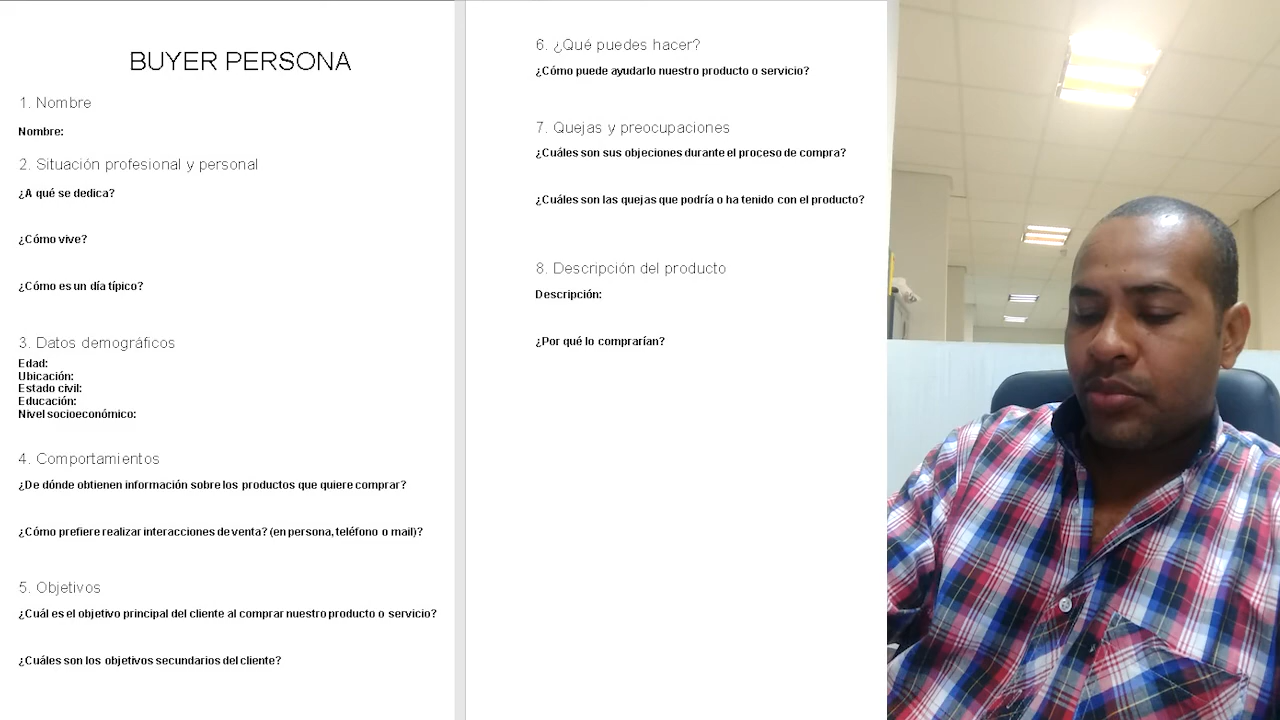 BUYER PERSONA
1. Nombre
Nombre:
2. Situación profesional y personal
¿A qué se dedica?
¿Cómo vive?
¿Cómo es un día típico?
3. Datos demográficos
Edad:
Ubicación:
Estado civil:
Educación:
Nivel socioeconómico:
4. Comportamientos
¿De dónde obtienen información sobre los productos que quiere comprar?
¿Cómo prefiere realizar interacciones de venta? (en persona, teléfono o mail)?
5. Objetivos
¿Cuál es el objetivo principal del cliente al comprar nuestro producto o servicio?
¿Cuáles son los objetivos secundarios del cliente?
6. ¿Qué puedes hacer?
¿Cómo puede ayudarlo nuestro producto o servicio?
7. Quejas y preocupaciones
¿Cuáles son sus objeciones durante el proceso de compra?
¿Cuáles son las quejas que podría o ha tenido con el producto?
8. Descripción del producto
Descripción:
¿Por qué lo comprarían?